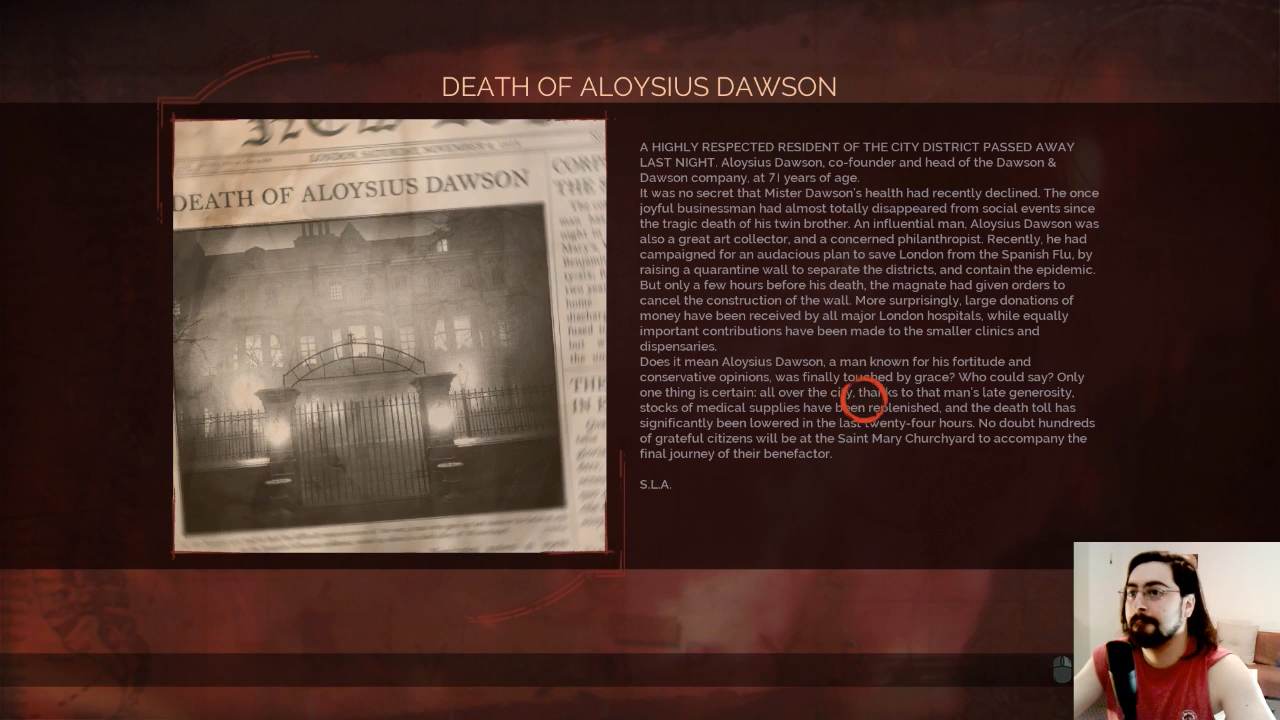 DEATH OF ALOYSIUS DAWSON
DEATH OF ALOYSIUS DAWSON
A HIGHLY RESPECTED RESIDENT OF THE CITY DISTRICT PASSED AWAY
LAST NIGHT. Aloysius Dawson, co-founder and head of the Dawson &
Dawson company, at 71 years of age.
It was no secret that Mister Dawson's health had recently declined. The once
joyful businessman had almost totally disappeared from social events since
the tragic death of his twin brother. An influential man, Aloysius Dawson was
also a great art collector, and a concerned philanthropist. Recently, he had
campaigned for an audacious plan to save London from the Spanish Flu, by
raising a quarantine wall to separate the districts, and contain the epidemic.
But only a few hours before his death, the magnate had given orders to
cancel the construction of the wall. More surprisingly, large donations of
money have been received by all major London hospitals, while equally
important contributions have been made to the smaller clinics and
dispensaries.
Does it mean Aloysius Dawson, a man known for his fortitude and
conservative opinions, was finally touched by grace? Who could say? Only
one thing is certain: all over the city, thanks to that man's late generosity,
stocks of medical supplies have been replenished, and the death toll has
significantly been lowered in the last twenty-four hours. No doubt hundreds
of grateful citizens will be at the Saint Mary Churchyard to accompany the
final journey of their benefactor.
S.L.A.